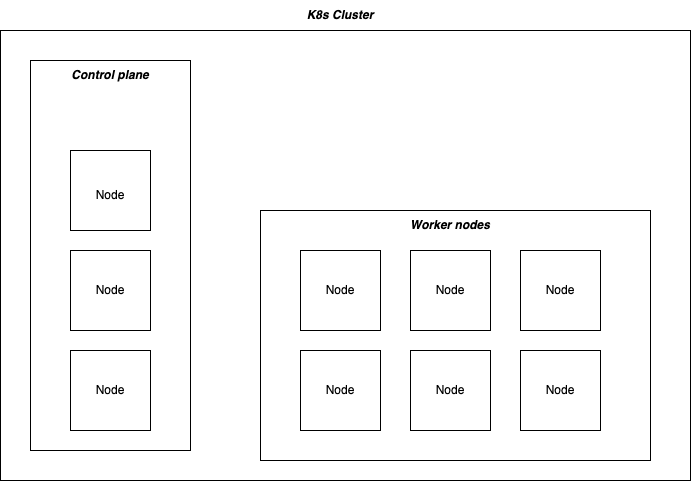 K8s Cluster
Control plane
Node
Node
Node
Worker nodes
Node Node Node
Node Node Node